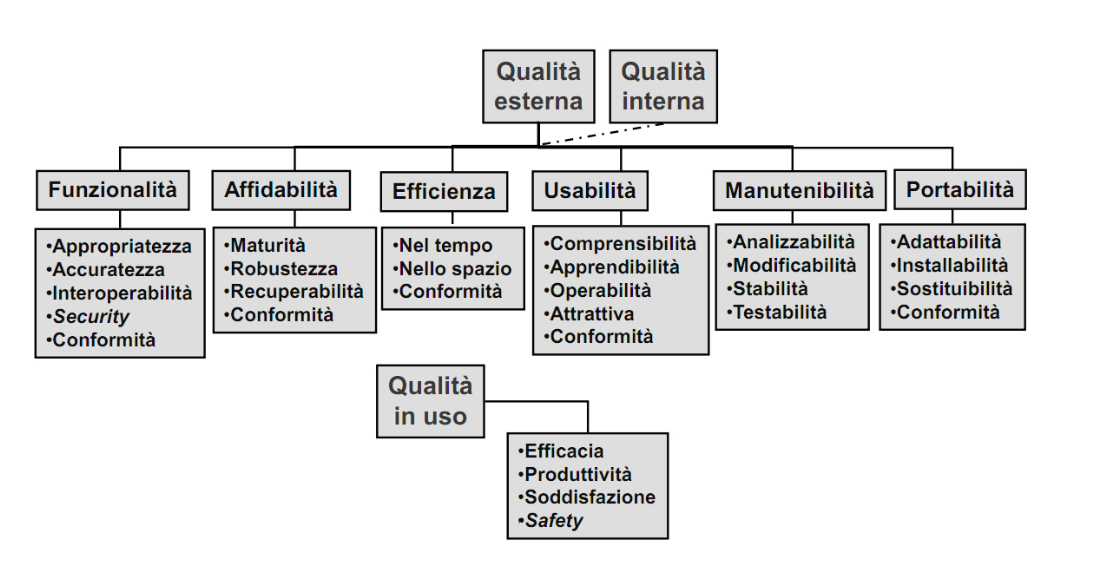 Qualità
esterna
Qualità
interna
Funzionalità
Affidabilità
Efficienza
Usabilità
Manutenibilità
Portabilità
•Appropriatezza
•Accuratezza
•Interoperabilità
•Security
•Conformità
•Maturità
•Robustezza
•Recuperabilità
•Conformità
•Nel tempo
•Nello spazio
•Conformità
•Comprensibilità
•Apprendibilità
•Operabilità
•Attrattiva
•Conformità
•Analizzabilità
•Modificabilità
•Stabilità
•Testabilità
•Adattabilità
•Installabilità
•Sostituibilità
•Conformità
Qualità
in uso
•Efficacia
•Produttività
•Soddisfazione
•Safety